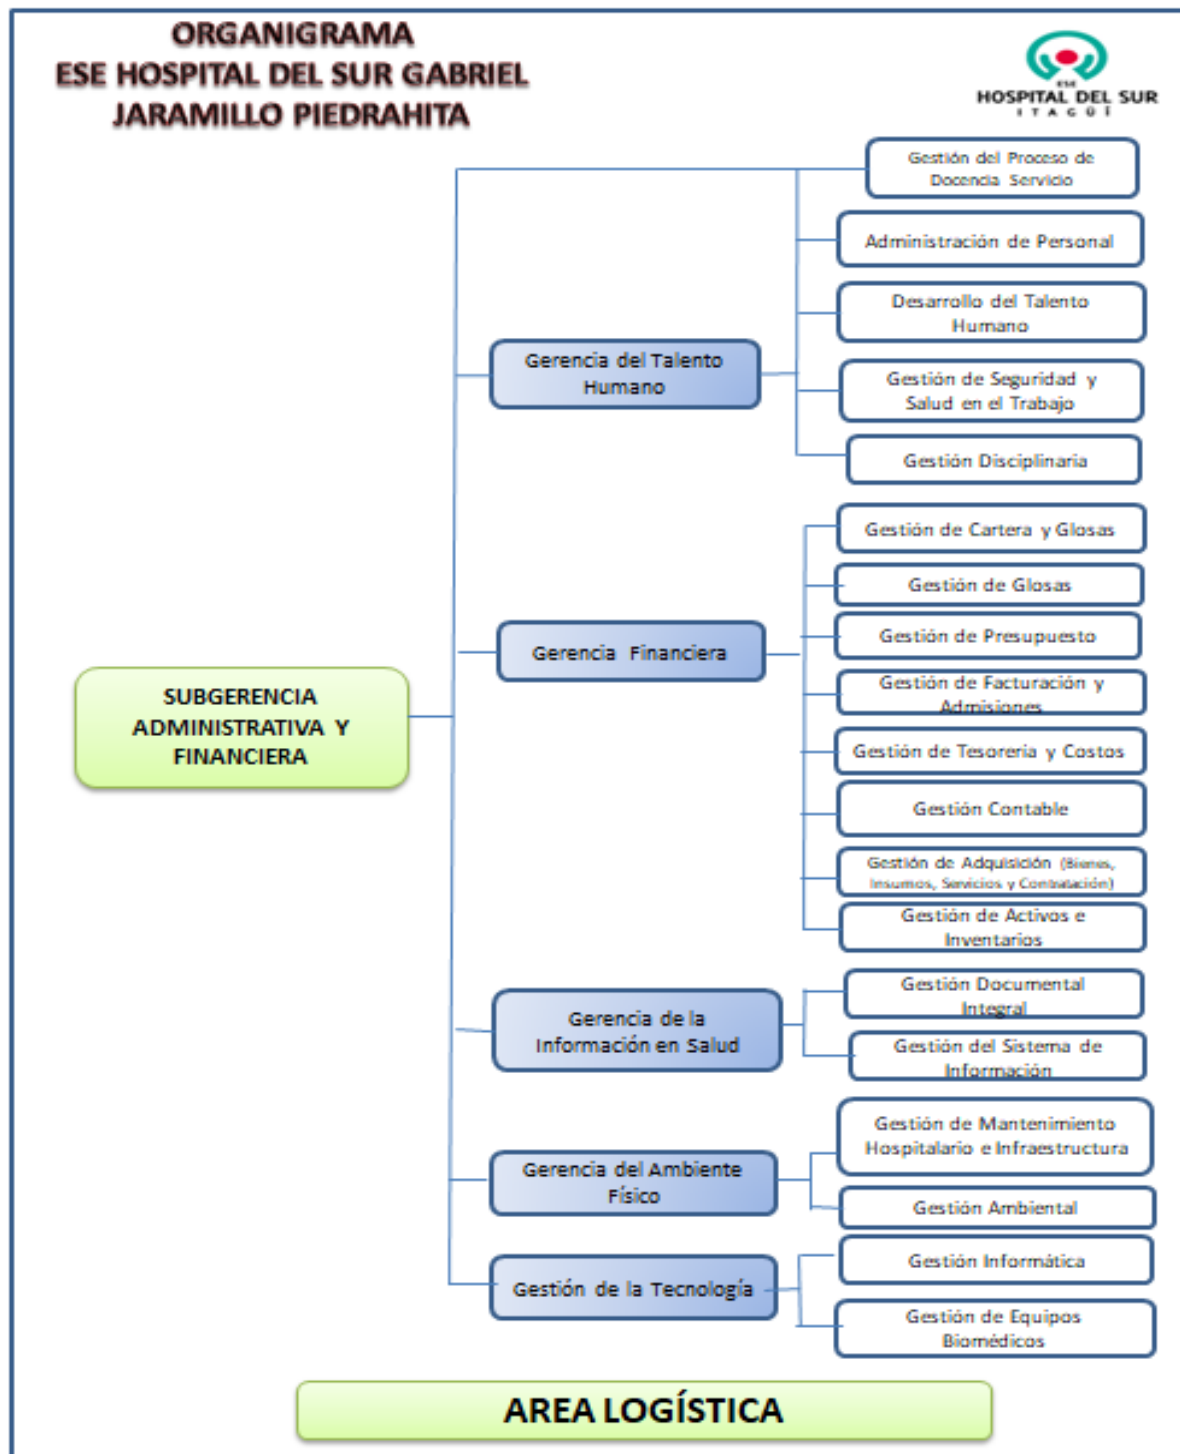 ORGANIGRAMA
ESE HOSPITAL DEL SUR GABRIEL
JARAMILLO PIEDRAHITA
ESE
HOSPITAL DEL SUR
ITAGÜÍ
Gestión del Proceso de
Docencia Servicio
Administración de Personal
Desarrollo del Talento
Humano
Gerencia del Talento
Humano
Gestión de Seguridad y
Salud en el Trabajo
Gestión Disciplinaria
Gestión de Cartera y Glosas
Gestión de Glosas
Gerencia Financiera
Gestión de Presupuesto
Gestión de Facturación y
Admisiones
SUBGERENCIA
ADMINISTRATIVA Y
FINANCIERA
Gestión de Tesorería y Costos
Gestión Contable
Gestión de Adquisición (Bienes,
Insumos, Servicios y Contratación)
Gestión de Activos e
Inventarios
Gerencia de la
Información en Salud
Gestión Documental
Integral
Gestión del Sistema de
Información
Gerencia del Ambiente
Físico
Gestión de Mantenimiento
Hospitalario e Infraestructura
Gestión Ambiental
Gestión de la Tecnología
Gestión Informática
Gestión de Equipos
Biomédicos
AREA LOGÍSTICA